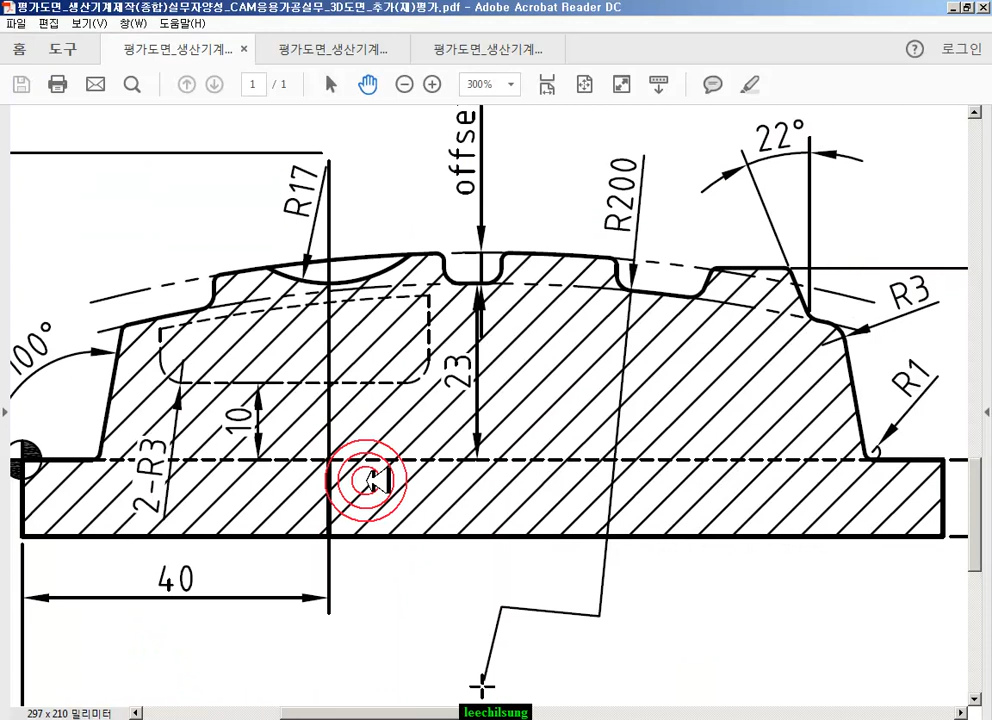 평가도면_생산기계제작(종합)실무자양성_CAM응용가공실무_3D도면_추가(재)평가.pdf - Adobe Acrobat Reader DC
파일 편집 보기(V) 창(W) 도움말(H)
홈 도구 평가도면_생산기계... × 평가도면_생산기계... 평가도면_생산기계... ? 로그인
1 / 1 300%
offse
22°
R17
R200
R3
100°
R1
23
10
2-R3
40
297 x 210 밀리미터
leechilsung